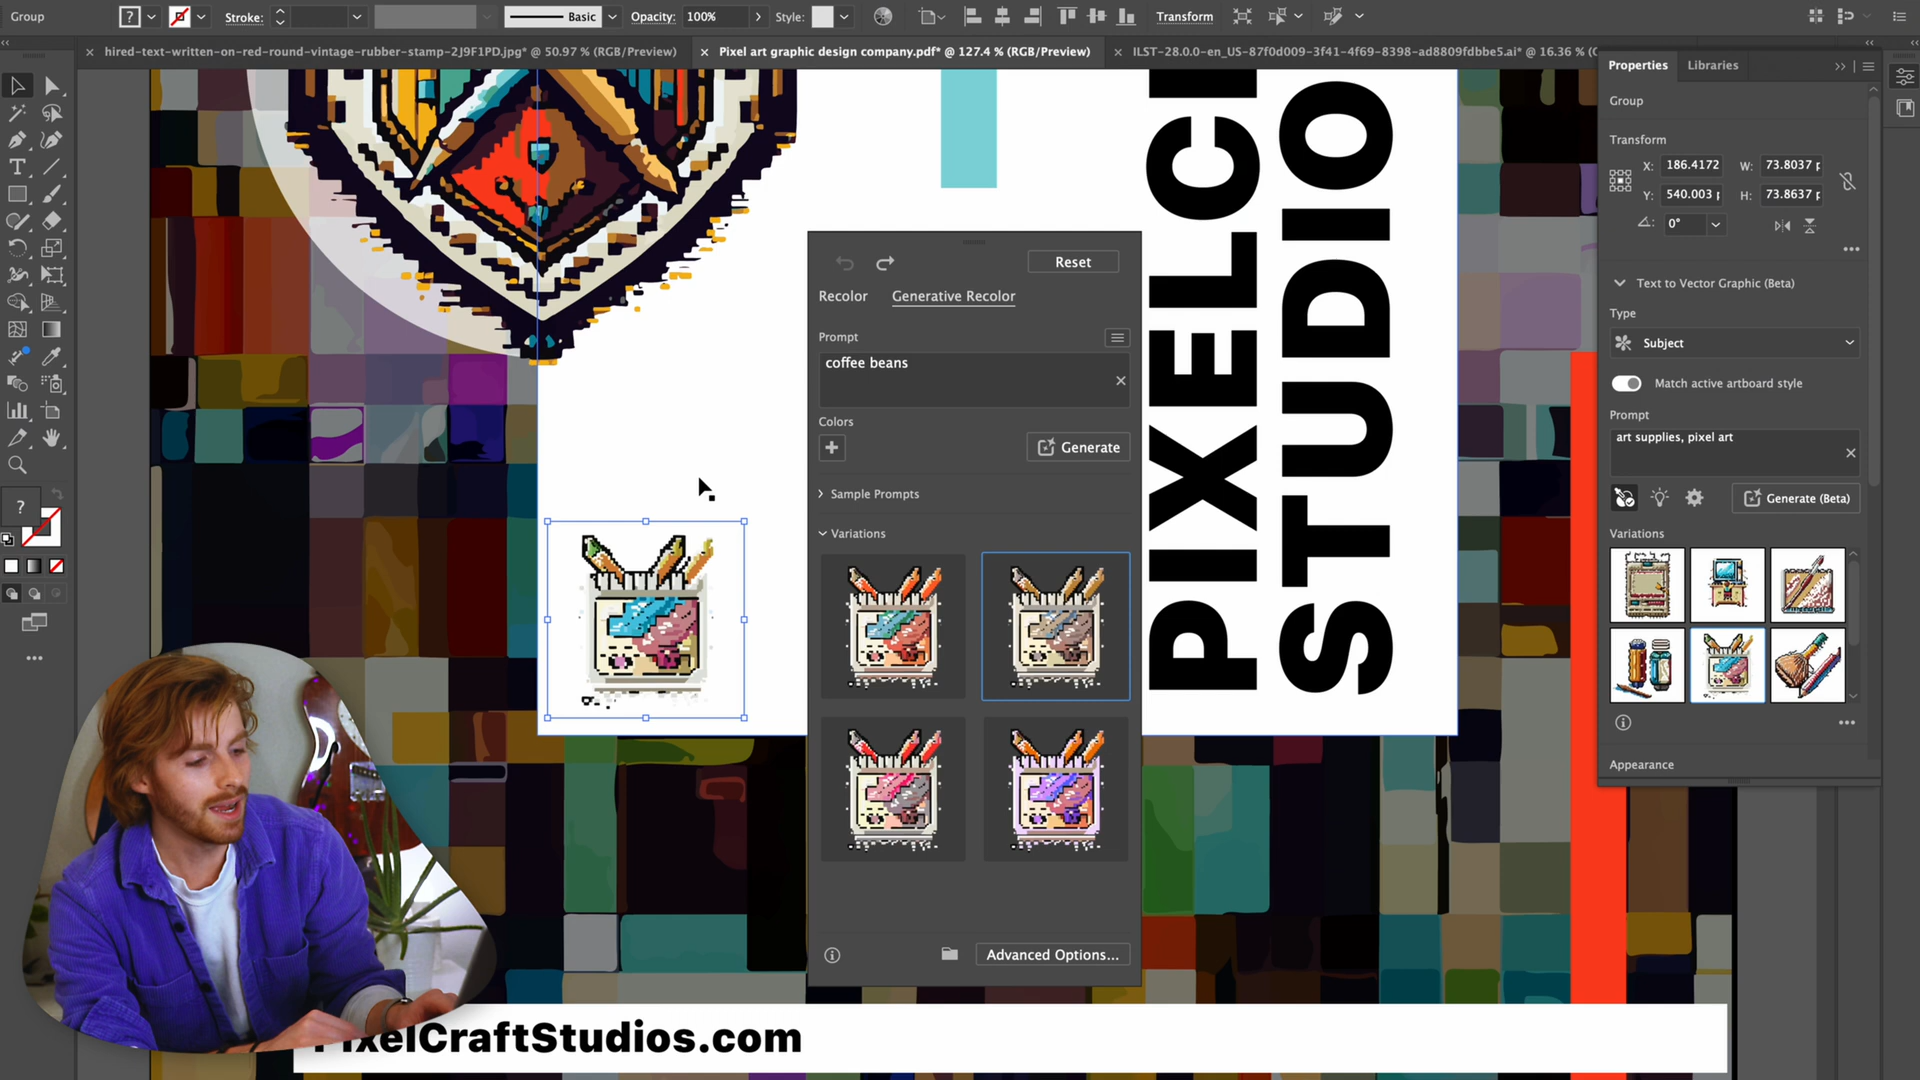 Group
Stroke:
Basic
Opacity:
100%
Style:
Transform
hired-text-written-on-red-round-vintage-rubber-stamp-2J9F1PD.jpg* @ 50.97 % (RGB/Preview)
Pixel art graphic design company.pdf* @ 127.4 % (RGB/Preview)
ILST-28.0.0-en_US-87f0d009-3f41-4f69-8398-ad8809fdbbe5.ai* @ 16.36 % (C
Properties
Libraries
Group
Transform
X: 186.4172
W: 73.8037 p
Y: 540.003 p
H: 73.8637 p
0°
Text to Vector Graphic (Beta)
Type
Subject
Match active artboard style
Prompt
art supplies, pixel art
Generate (Beta)
Variations
Appearance
Reset
Recolor
Generative Recolor
Prompt
coffee beans
Colors
Generate
Sample Prompts
Variations
Advanced Options...
PIXELC
STUDIO
PixelCraftStudios.com